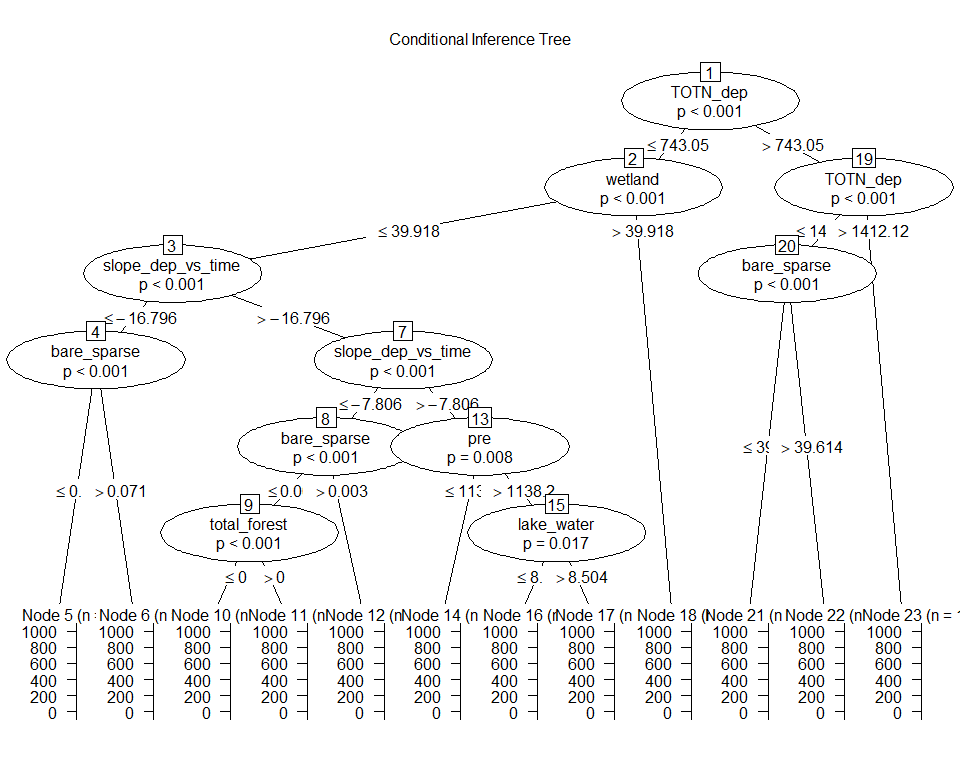 Conditional Inference Tree
1
TOTN_dep
p < 0.001
≤ 743.05
> 743.05
2
wetland
p < 0.001
19
TOTN_dep
p < 0.001
≤ 39.918
> 39.918
≤ 14
> 1412.12
3
slope_dep_vs_time
p < 0.001
20
bare_sparse
p < 0.001
≤ −16.796
> −16.796
4
bare_sparse
p < 0.001
7
slope_dep_vs_time
p < 0.001
≤ −7.806
> −7.806
8
bare_sparse
p < 0.001
13
pre
p = 0.008
≤ 39
> 39.614
≤ 0.
> 0.071
≤ 0.0
> 0.003
≤ 113
> 1138.2
9
total_forest
p < 0.001
15
lake_water
p = 0.017
≤ 0
> 0
≤ 8.
> 8.504
Node 5 (n
Node 6 (n
Node 10 (n
Node 11 (n
Node 12 (n
Node 14 (n
Node 16 (n
Node 17 (n
Node 18 (
Node 21 (n
Node 22 (n
Node 23 (n = 1
1000 1000 1000 1000 1000 1000 1000 1000 1000 1000 1000 1000
800 800 800 800 800 800 800 800 800 800 800 800
600 600 600 600 600 600 600 600 600 600 600 600
400 400 400 400 400 400 400 400 400 400 400 400
200 200 200 200 200 200 200 200 200 200 200 200
0 0 0 0 0 0 0 0 0 0 0 0